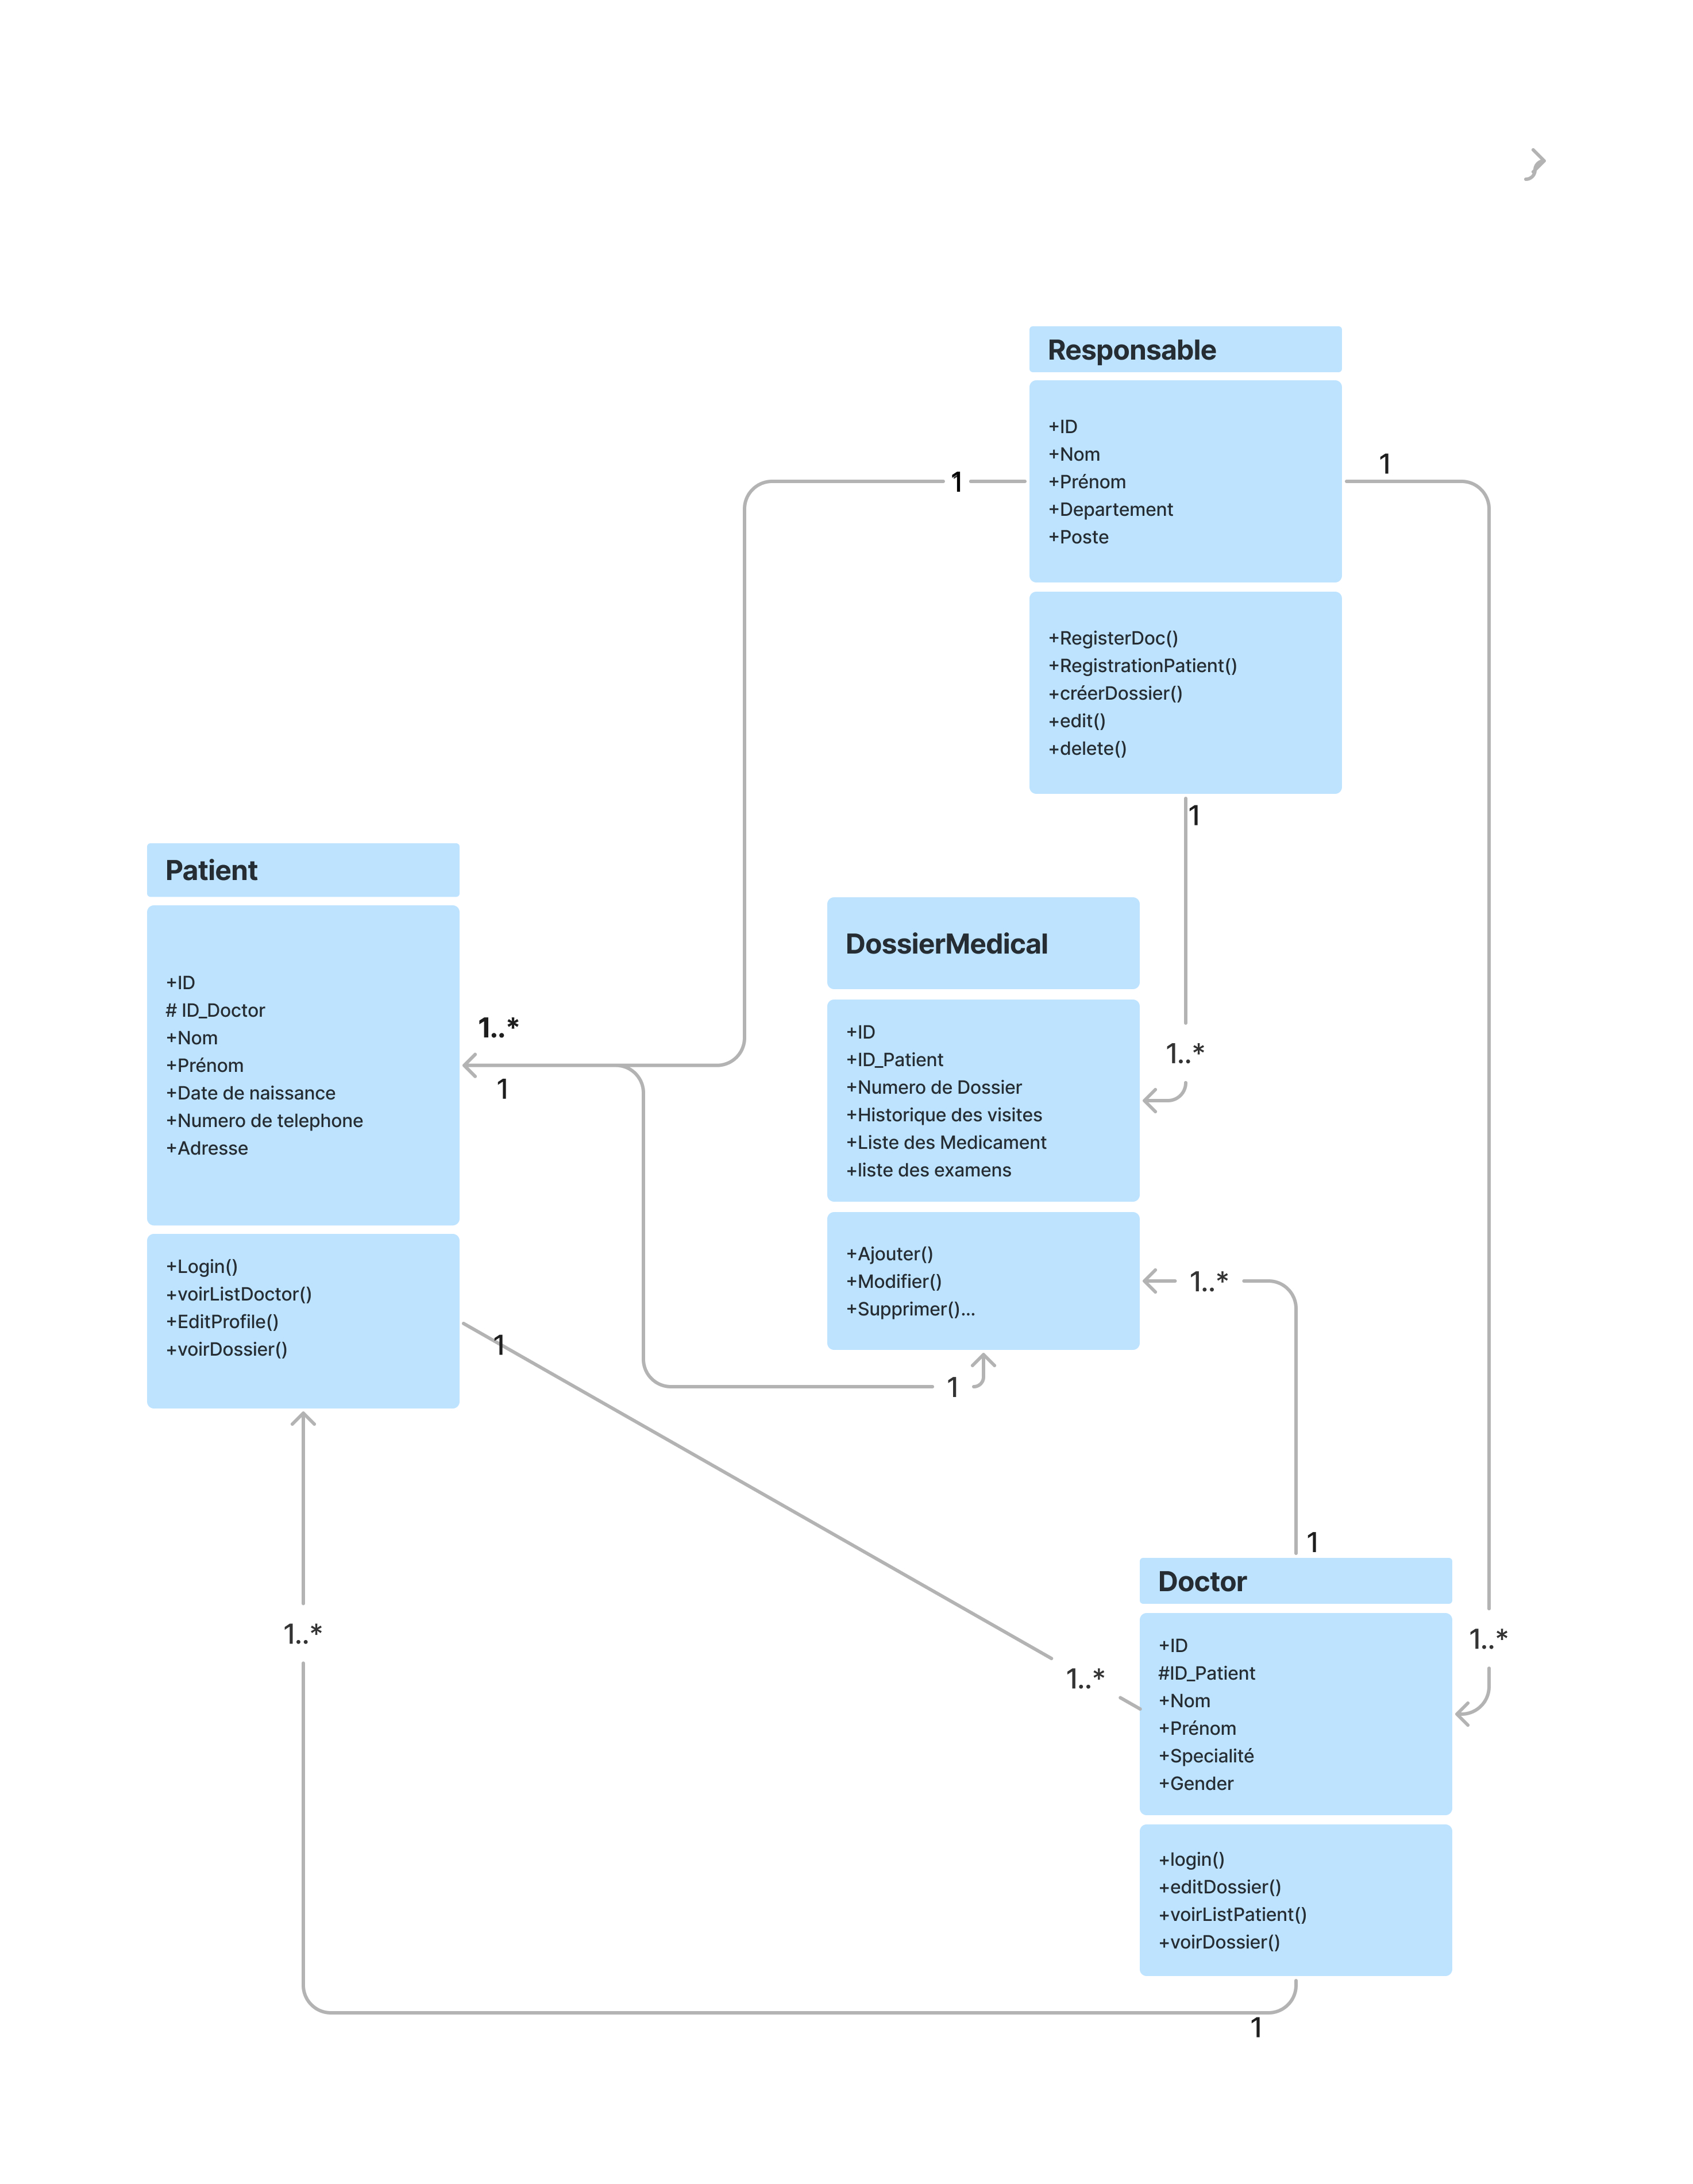 Responsable
+ID
+Nom
+Prénom
+Departement
+Poste
+RegisterDoc()
+RegistrationPatient()
+créerDossier()
+edit()
+delete()
1
1
1
Patient
+ID
# ID_Doctor
+Nom
+Prénom
+Date de naissance
+Numero de telephone
+Adresse
+Login()
+voirListDoctor()
+EditProfile()
+voirDossier()
1..*
1
1
DossierMedical
+ID
+ID_Patient
+Numero de Dossier
+Historique des visites
+Liste des Medicament
+liste des examens
+Ajouter()
+Modifier()
+Supprimer()...
1..*
1..*
1
1
Doctor
+ID
#ID_Patient
+Nom
+Prénom
+Specialité
+Gender
+login()
+editDossier()
+voirListPatient()
+voirDossier()
1..*
1..*
1..*
1